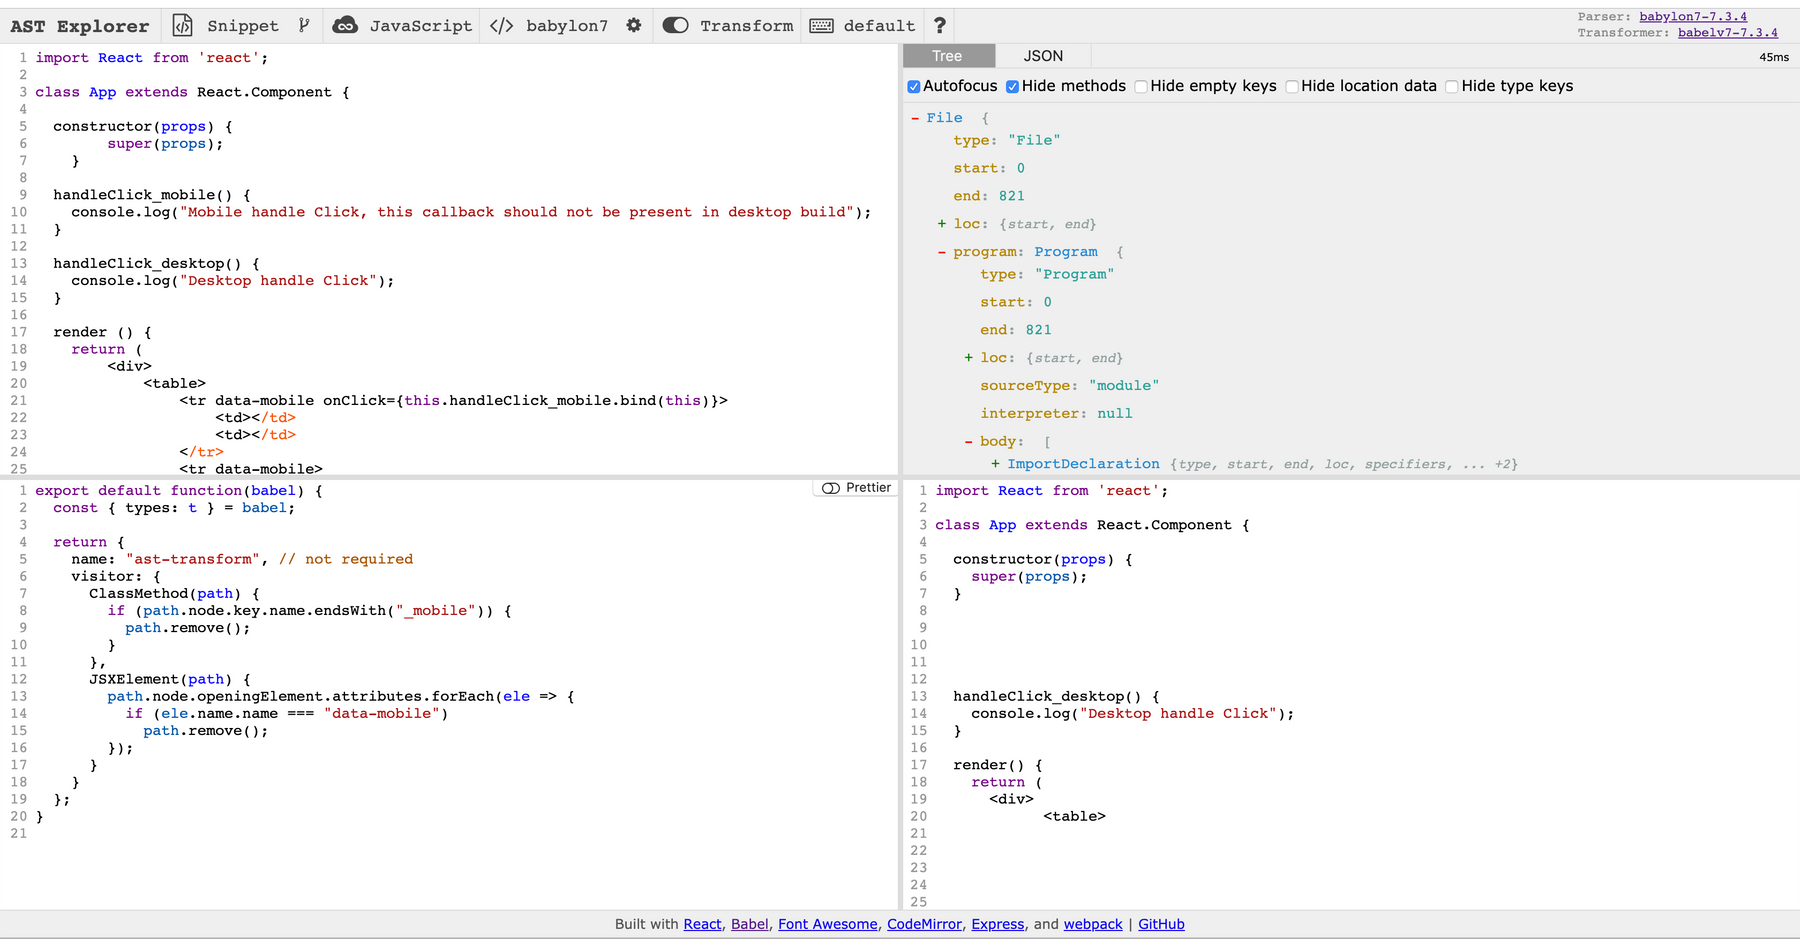 AST Explorer Snippet JavaScript </> babylon7 Transform default ?
Parser: babylon7-7.3.4
Transformer: babelv7-7.3.4
1 import React from 'react';
2
3 class App extends React.Component {
4
5 constructor(props) {
6 super(props);
7 }
8
9 handleClick_mobile() {
10 console.log("Mobile handle Click, this callback should not be present in desktop build");
11 }
12
13 handleClick_desktop() {
14 console.log("Desktop handle Click");
15 }
16
17 render () {
18 return (
19 <div>
20 <table>
21 <tr data-mobile onClick={this.handleClick_mobile.bind(this)}>
22 <td></td>
23 <td></td>
24 </tr>
25 <tr data-mobile>
Tree JSON 45ms
Autofocus Hide methods Hide empty keys Hide location data Hide type keys
- File {
type: "File"
start: 0
end: 821
+ loc: {start, end}
- program: Program {
type: "Program"
start: 0
end: 821
+ loc: {start, end}
sourceType: "module"
interpreter: null
- body: [
+ ImportDeclaration {type, start, end, loc, specifiers, ... +2}
Prettier
1 export default function(babel) {
2 const { types: t } = babel;
3
4 return {
5 name: "ast-transform", // not required
6 visitor: {
7 ClassMethod(path) {
8 if (path.node.key.name.endsWith("_mobile")) {
9 path.remove();
10 }
11 },
12 JSXElement(path) {
13 path.node.openingElement.attributes.forEach(ele => {
14 if (ele.name.name === "data-mobile")
15 path.remove();
16 });
17 }
18 }
19 };
20 }
21
1 import React from 'react';
2
3 class App extends React.Component {
4
5 constructor(props) {
6 super(props);
7 }
8
9
10
11
12
13 handleClick_desktop() {
14 console.log("Desktop handle Click");
15 }
16
17 render() {
18 return (
19 <div>
20 <table>
21
22
23
24
25
Built with React, Babel, Font Awesome, CodeMirror, Express, and webpack | GitHub